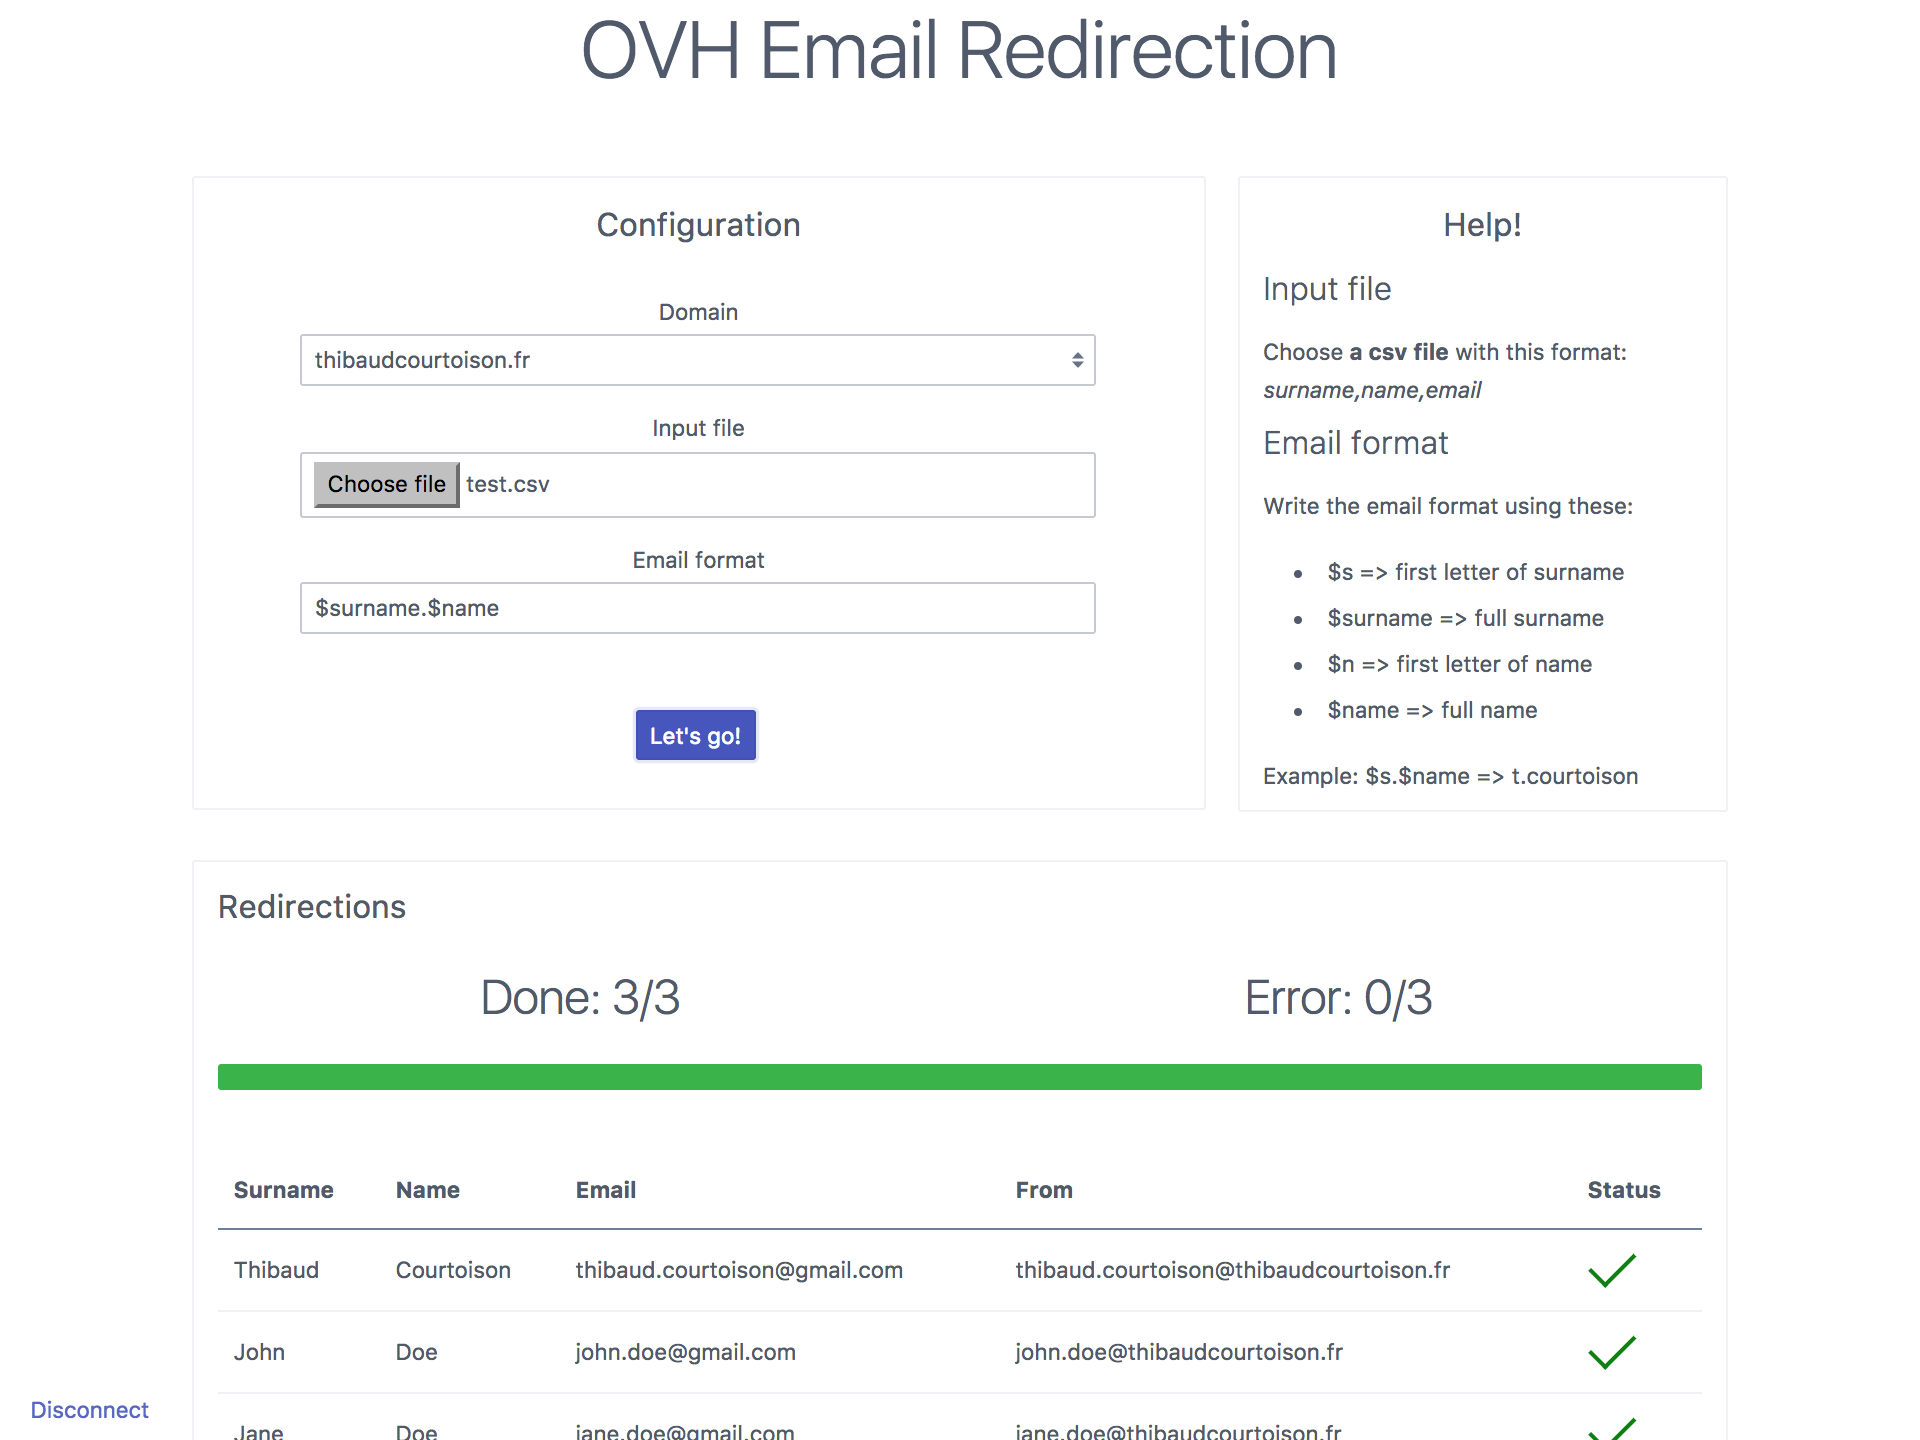 OVH Email Redirection
Configuration
Domain
thibaudcourtoison.fr
Input file
Choose file test.csv
Email format
$surname.$name
Let's go!
Help!
Input file
Choose a csv file with this format:
surname,name,email
Email format
Write the email format using these:
$s => first letter of surname
$surname => full surname
$n => first letter of name
$name => full name
Example: $s.$name => t.courtoison
Redirections
Done: 3/3 Error: 0/3
Surname Name Email From Status
Thibaud Courtoison thibaud.courtoison@gmail.com thibaud.courtoison@thibaudcourtoison.fr
John Doe john.doe@gmail.com john.doe@thibaudcourtoison.fr
Jane Doe jane.doe@gmail.com jane.doe@thibaudcourtoison.fr
Disconnect